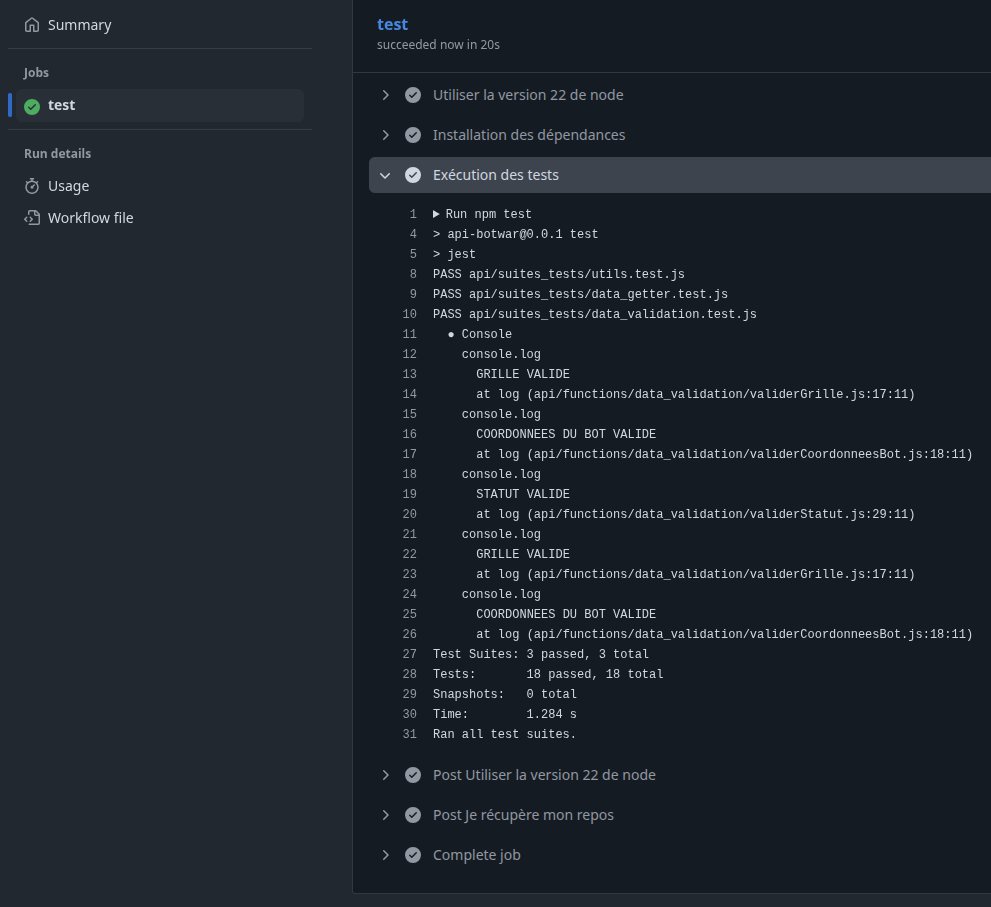 Summary
Jobs
test
Run details
Usage
Workflow file
test
succeeded now in 20s
Utiliser la version 22 de node
Installation des dépendances
Exécution des tests
1 Run npm test
4 > api-botwar@0.0.1 test
5 > jest
8 PASS api/suites_tests/utils.test.js
9 PASS api/suites_tests/data_getter.test.js
10 PASS api/suites_tests/data_validation.test.js
11 ● Console
12 console.log
13 GRILLE VALIDE
14 at log (api/functions/data_validation/validerGrille.js:17:11)
15 console.log
16 COORDONNEES DU BOT VALIDE
17 at log (api/functions/data_validation/validerCoordonneesBot.js:18:11)
18 console.log
19 STATUT VALIDE
20 at log (api/functions/data_validation/validerStatut.js:29:11)
21 console.log
22 GRILLE VALIDE
23 at log (api/functions/data_validation/validerGrille.js:17:11)
24 console.log
25 COORDONNEES DU BOT VALIDE
26 at log (api/functions/data_validation/validerCoordonneesBot.js:18:11)
27 Test Suites: 3 passed, 3 total
28 Tests: 18 passed, 18 total
29 Snapshots: 0 total
30 Time: 1.284 s
31 Ran all test suites.
Post Utiliser la version 22 de node
Post Je récupère mon repos
Complete job